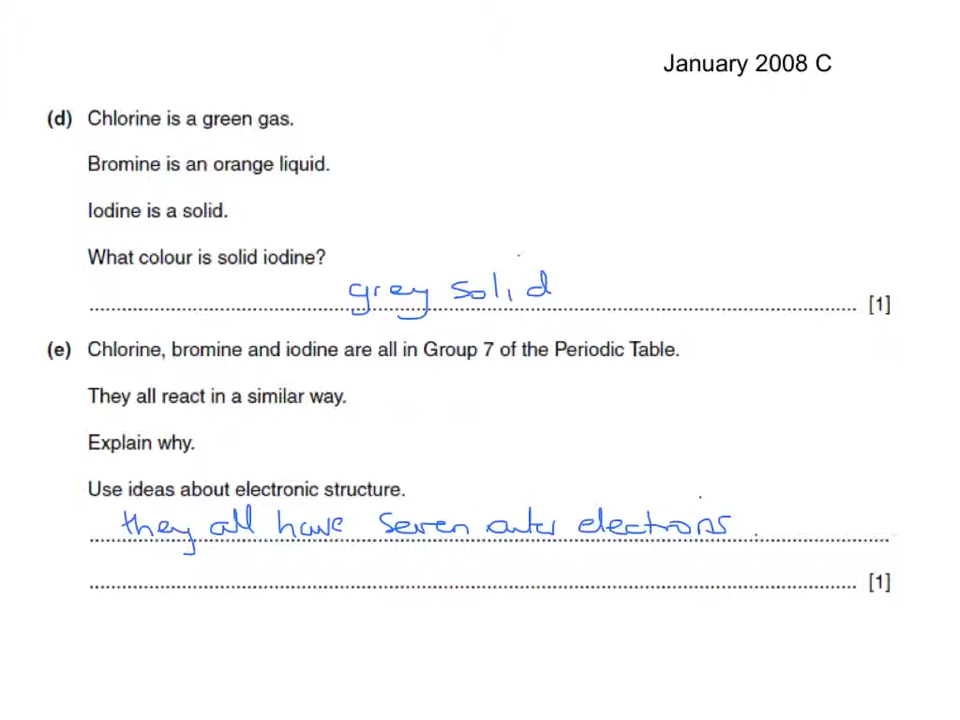 January 2008 C
(d) Chlorine is a green gas.
Bromine is an orange liquid.
Iodine is a solid.
What colour is solid iodine?
grey solid
[1]
(e) Chlorine, bromine and iodine are all in Group 7 of the Periodic Table.
They all react in a similar way.
Explain why.
Use ideas about electronic structure.
they all have seven outer electrons
[1]